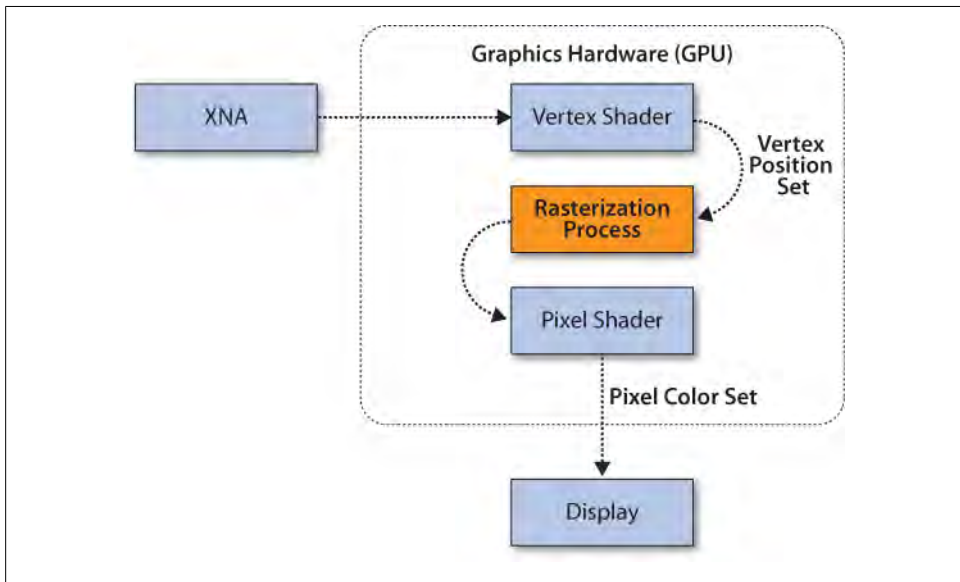 Graphics Hardware (GPU)
XNA
Vertex Shader
Vertex
Position
Set
Rasterization
Process
Pixel Shader
Pixel Color Set
Display